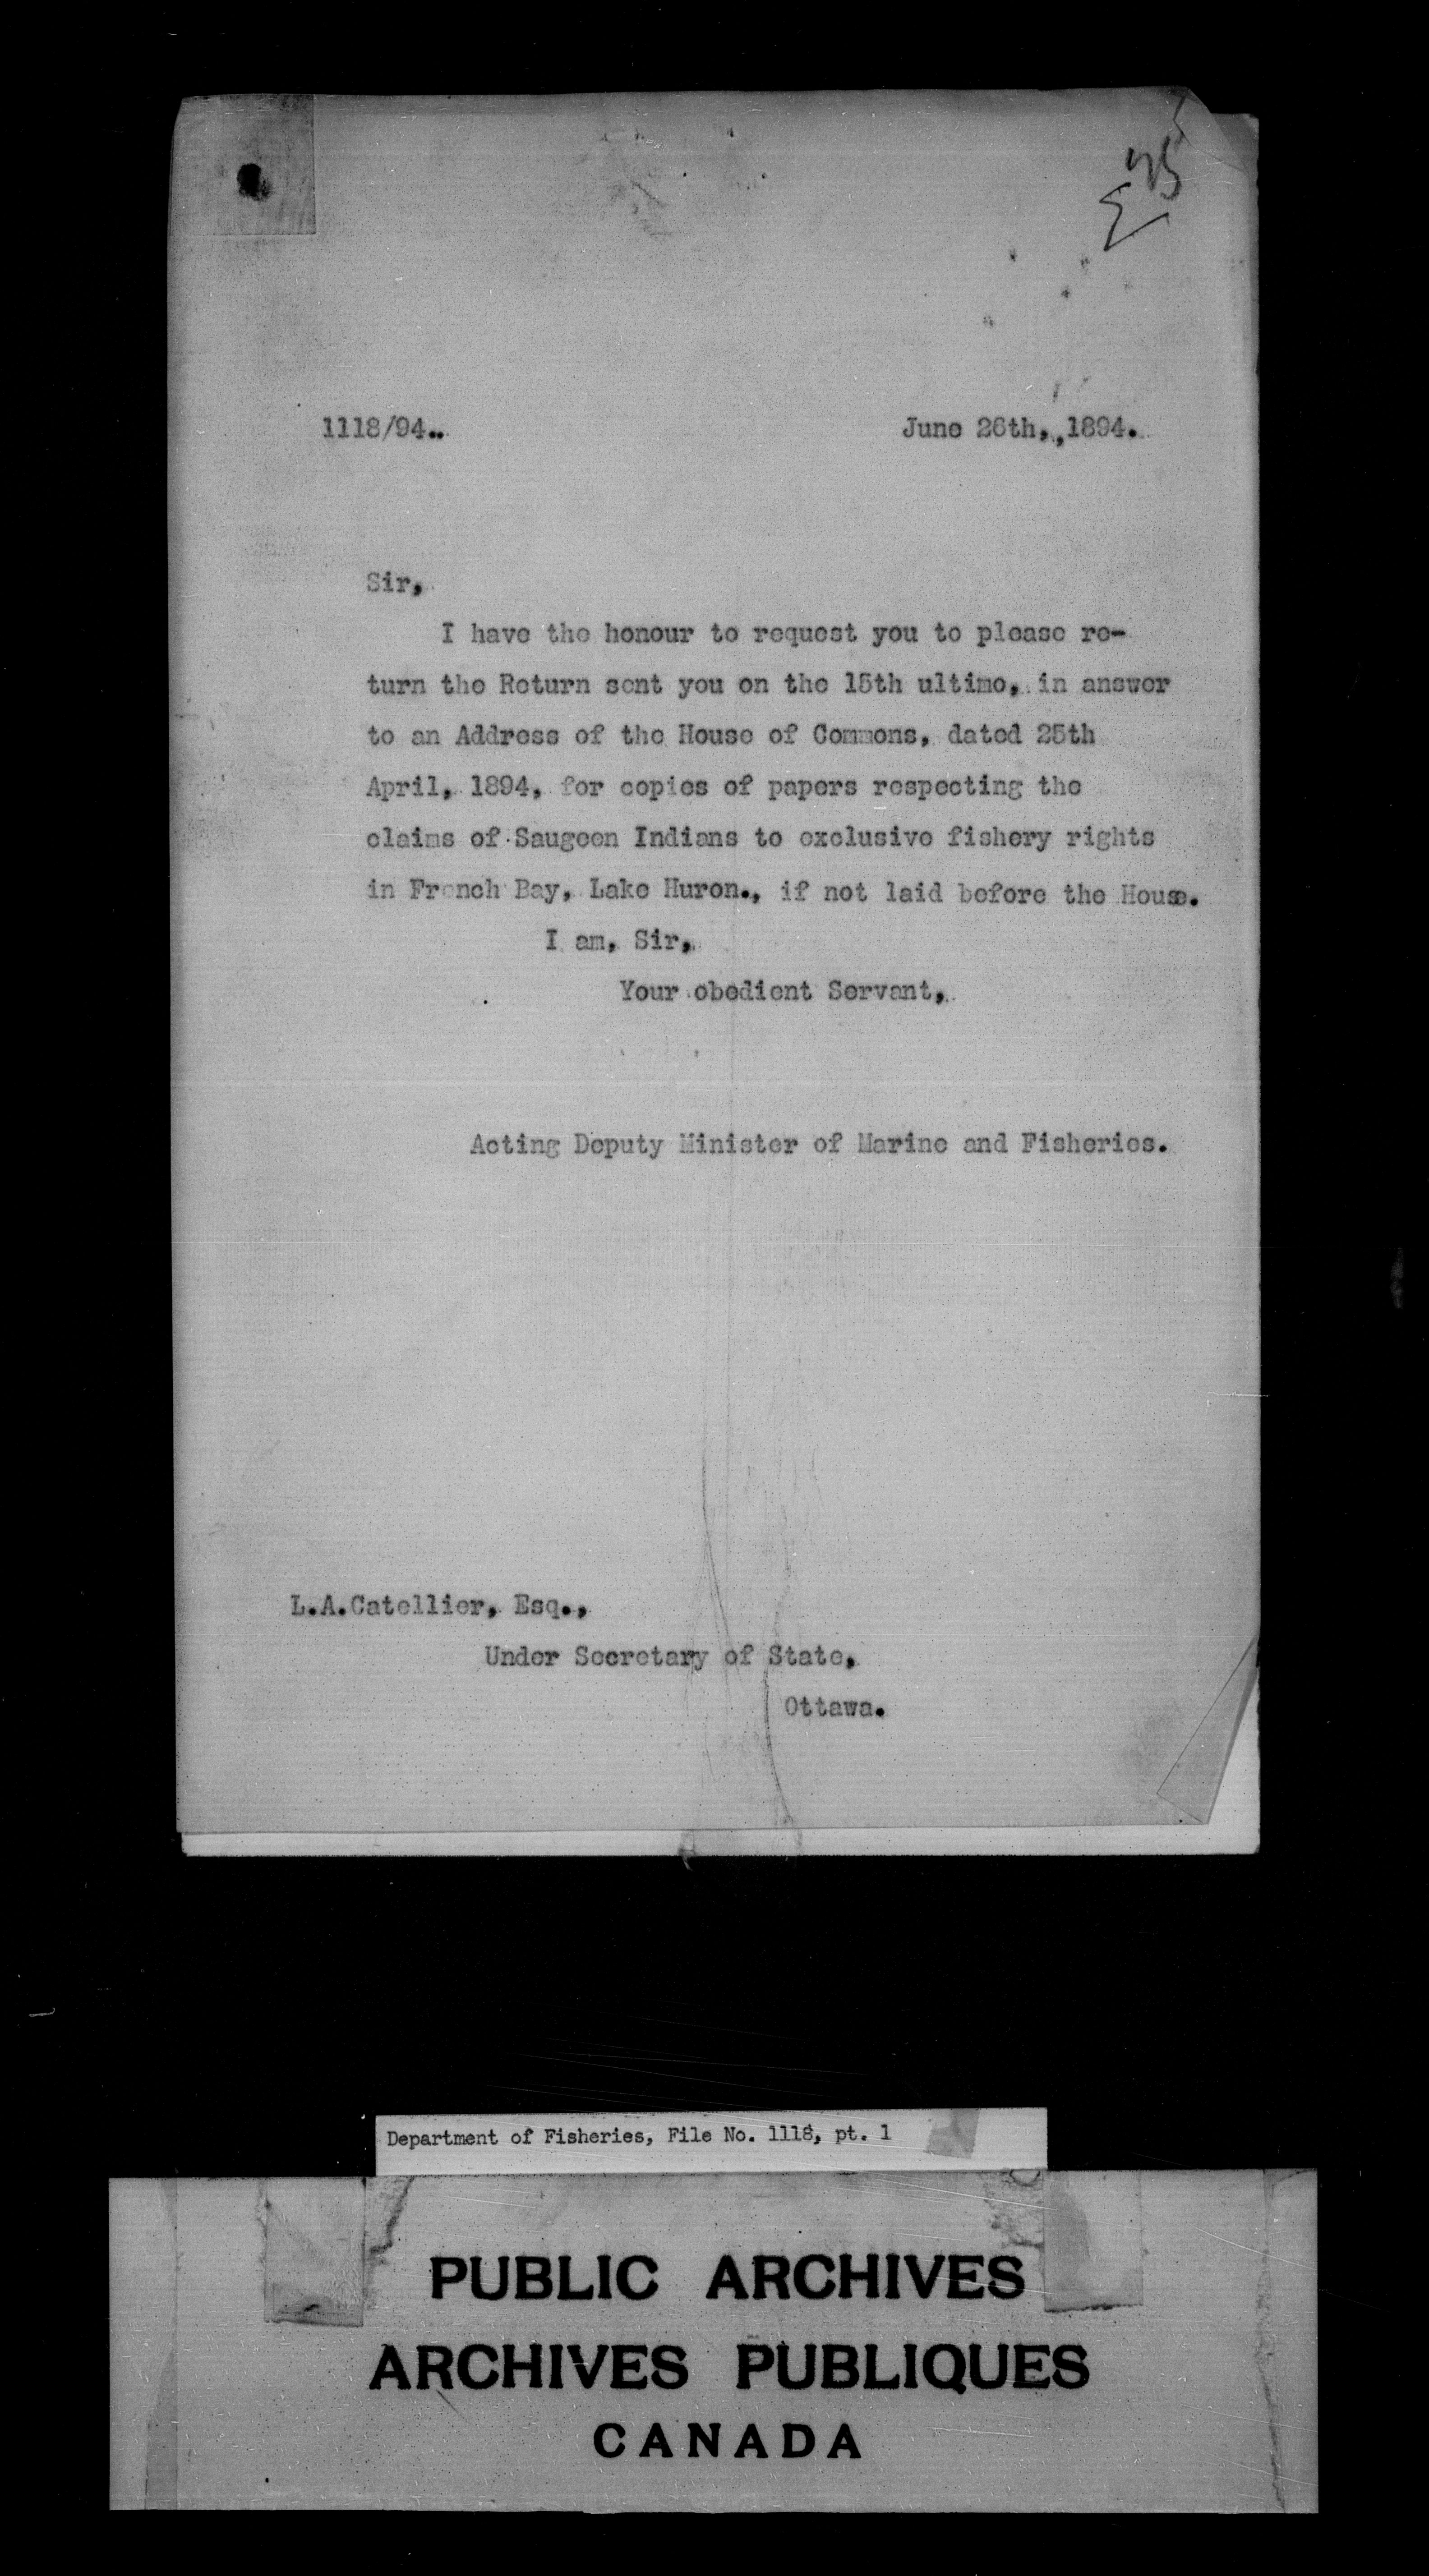 75
1118/94..
June 26th,,1894.
Sir,
I have the honour to request you to please re-
turn the Return sent you on the 15th ultimo, in answer
to an Address of the House of Commons, dated 25th
April, 1894, for copies of papers respecting the
claims of Saugeen Indians to exclusive fishery rights
in French Bay, Lake Huron., if not laid before the House.
I am, Sir,
Your obedient Servant,
Acting Deputy Minister of Marine and Fisheries.
L.A.Catellier, Esq.,
Under Secretary of State,
Ottawa.
Department of Fisheries, File No. 1118, pt. 1
PUBLIC ARCHIVES
ARCHIVES PUBLIQUES
CANADA